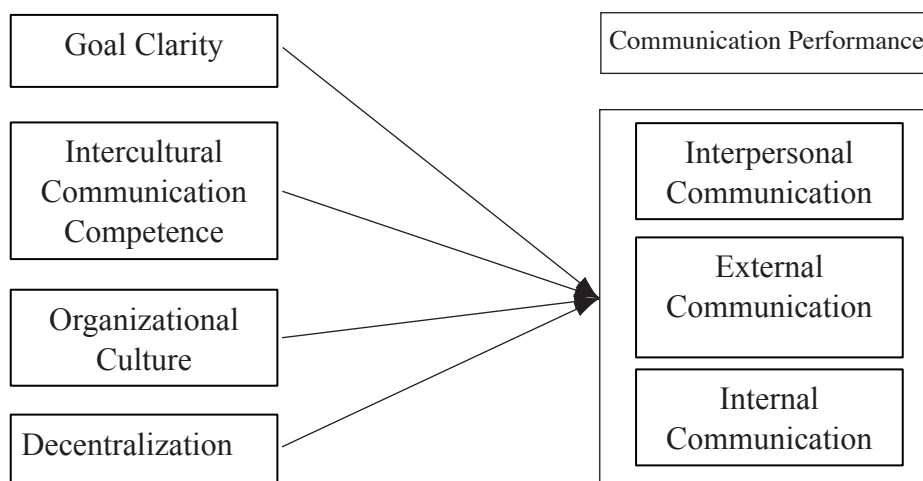 Goal Clarity
Intercultural
Communication
Competence
Organizational
Culture
Decentralization
Communication Performance
Interpersonal
Communication
External
Communication
Internal
Communication